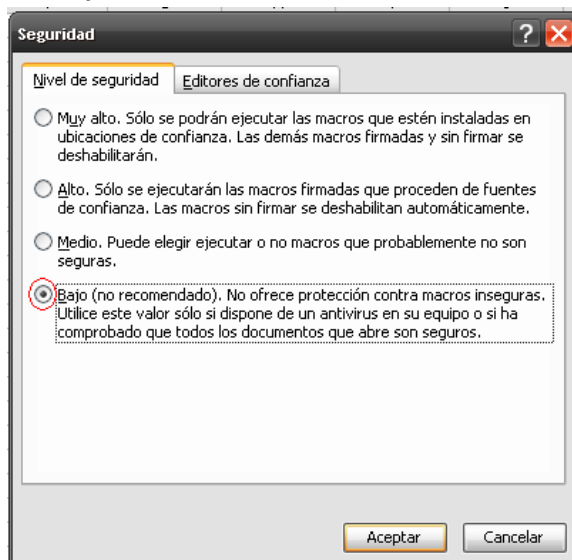 Seguridad
Nivel de seguridad Editores de confianza
Muy alto. Sólo se podrán ejecutar las macros que estén instaladas en
ubicaciones de confianza. Las demás macros firmadas y sin firmar se
deshabilitarán.
Alto. Sólo se ejecutarán las macros firmadas que proceden de fuentes
de confianza. Las macros sin firmar se deshabilitan automáticamente.
Medio. Puede elegir ejecutar o no macros que probablemente no son
seguras.
Bajo (no recomendado). No ofrece protección contra macros inseguras.
Utilice este valor sólo si dispone de un antivirus en su equipo o si ha
comprobado que todos los documentos que abre son seguros.
Aceptar Cancelar